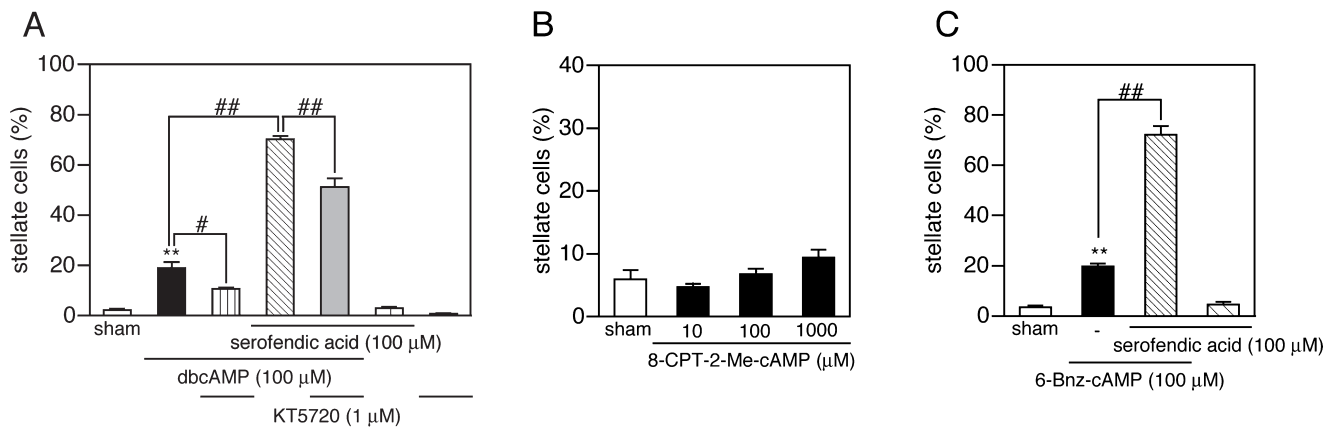 A
stellate cells (%)
100
80
60
40
20
0
##
##
#
**
sham
serofendic acid (100 μM)
dbcAMP (100 μM)
KT5720 (1 μM)
B
stellate cells (%)
40
30
20
10
0
sham
10 100 1000
8-CPT-2-Me-cAMP (μM)
C
stellate cells (%)
100
80
60
40
20
0
##
**
sham
-
serofendic acid (100 μM)
6-Bnz-cAMP (100 μM)